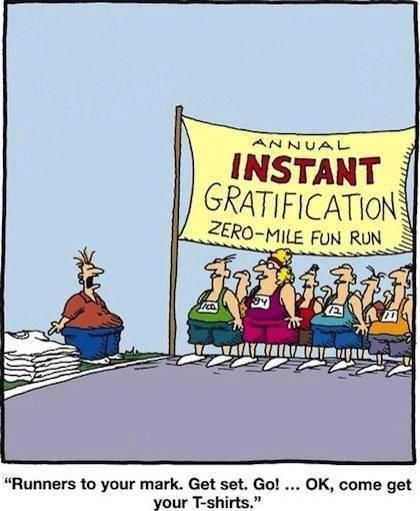 ANNUAL
INSTANT
GRATIFICATION
ZERO-MILE FUN RUN
84
“Runners to your mark. Get set. Go! ... OK, come get
your T-shirts.”